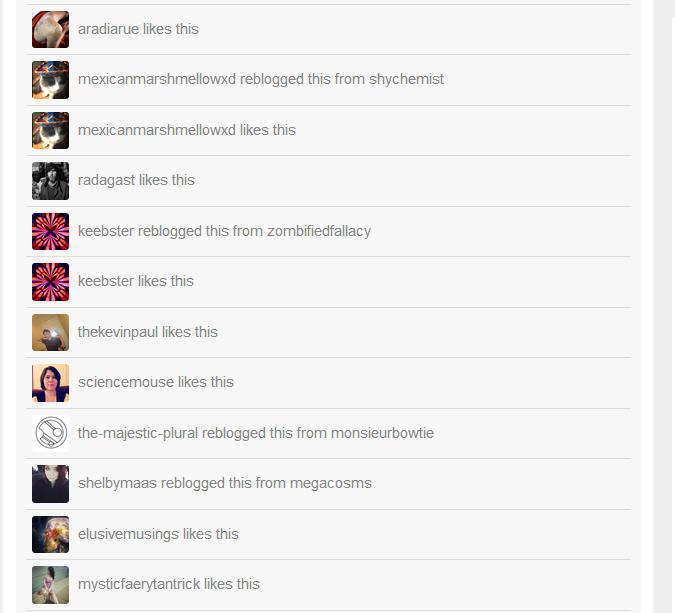 aradiarue likes this
mexicanmarshmellowxd reblogged this from shychemist
mexicanmarshmellowxd likes this
radagast likes this
keebster reblogged this from zombifiedfallacy
keebster likes this
thekevinpaul likes this
sciencemouse likes this
the-majestic-plural reblogged this from monsieurbowtie
shelbymaas reblogged this from megacosms
elusivemusings likes this
mysticfaerytantrick likes this